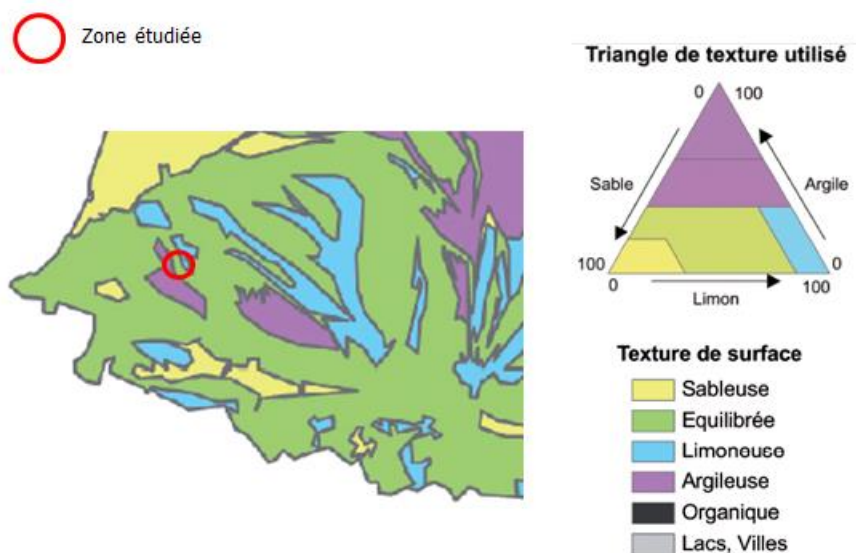 Zone étudiée
Triangle de texture utilisé
0 100
Sable
Argile
100 0
0 100
Limon
Texture de surface
Sableuse
Equilibrée
Limoneuse
Argileuse
Organique
Lacs, Villes